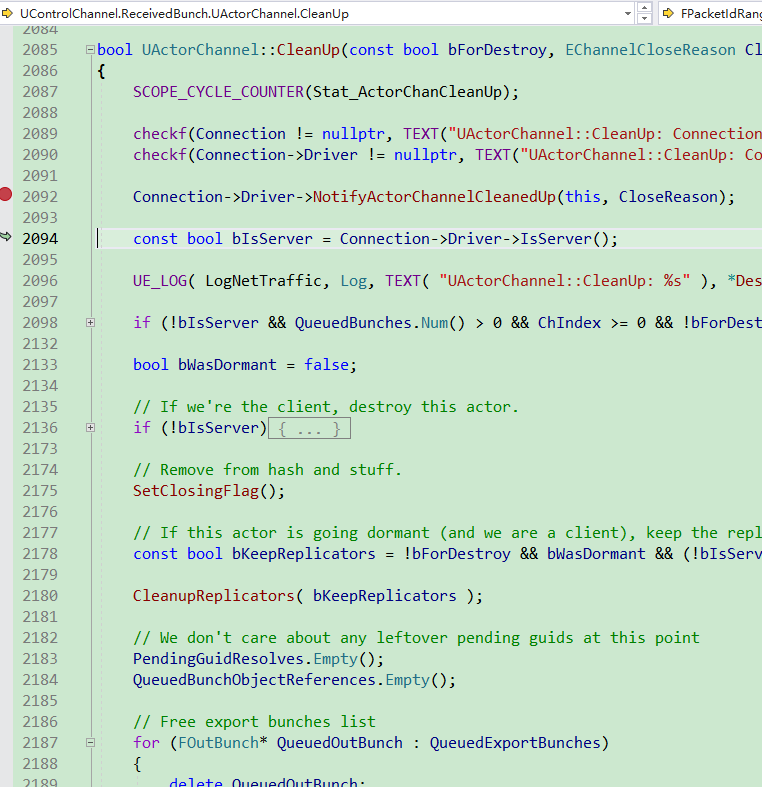 UControlChannel.ReceivedBunch.UActorChannel.CleanUp FPacketIdRang
2084
2085 bool UActorChannel::CleanUp(const bool bForDestroy, EChannelCloseReason Cl
2086 {
2087 SCOPE_CYCLE_COUNTER(Stat_ActorChanCleanUp);
2088
2089 checkf(Connection != nullptr, TEXT("UActorChannel::CleanUp: Connection
2090 checkf(Connection->Driver != nullptr, TEXT("UActorChannel::CleanUp: Co
2091
2092 Connection->Driver->NotifyActorChannelCleanedUp(this, CloseReason);
2093
2094 const bool bIsServer = Connection->Driver->IsServer();
2095
2096 UE_LOG( LogNetTraffic, Log, TEXT( "UActorChannel::CleanUp: %s" ), *Des
2097
2098 if (!bIsServer && QueuedBunches.Num() > 0 && ChIndex >= 0 && !bForDest
2132
2133 bool bWasDormant = false;
2134
2135 // If we're the client, destroy this actor.
2136 if (!bIsServer) { ... }
2173
2174 // Remove from hash and stuff.
2175 SetClosingFlag();
2176
2177 // If this actor is going dormant (and we are a client), keep the repl
2178 const bool bKeepReplicators = !bForDestroy && bWasDormant && (!bIsServ
2179
2180 CleanupReplicators( bKeepReplicators );
2181
2182 // We don't care about any leftover pending guids at this point
2183 PendingGuidResolves.Empty();
2184 QueuedBunchObjectReferences.Empty();
2185
2186 // Free export bunches list
2187 for (FOutBunch* QueuedOutBunch : QueuedExportBunches)
2188 {
2189 delete QueuedOutBunch;